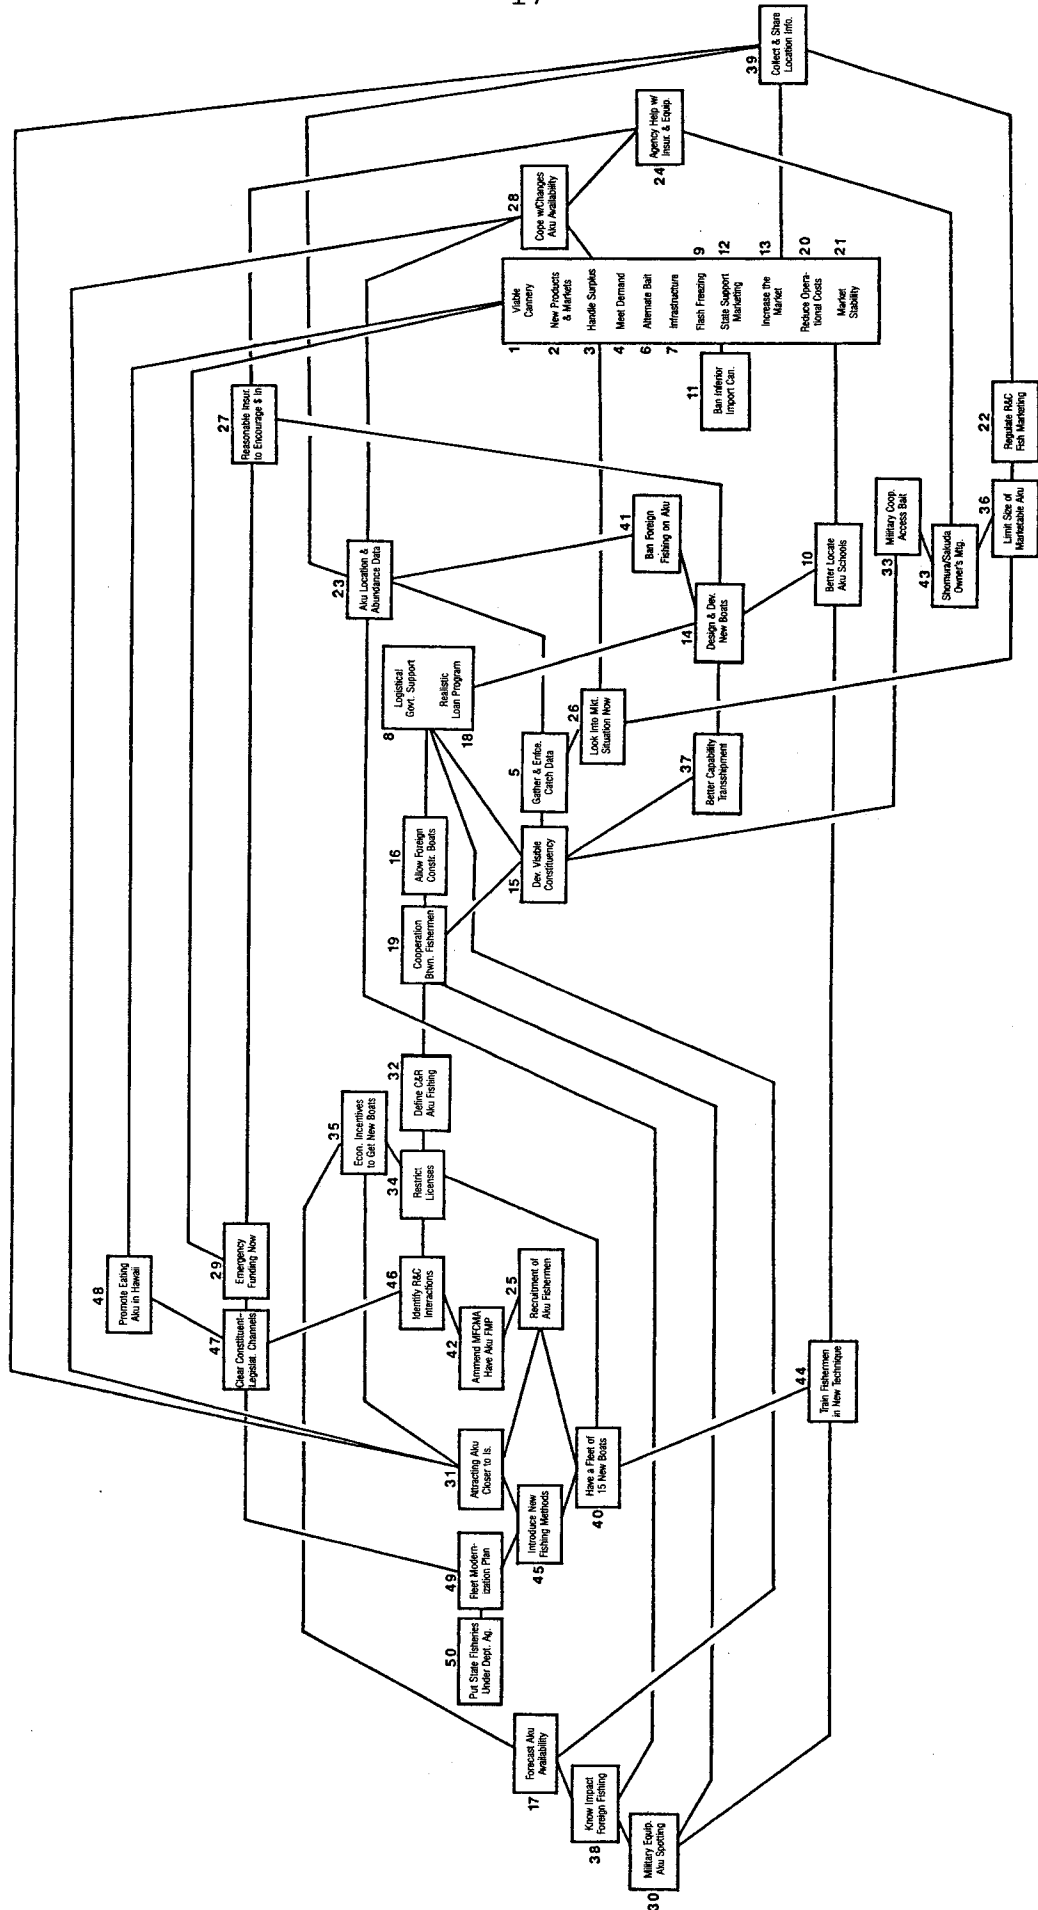 30
Military Equip.
Aku Spotting
38
Know Impact
Foreign Fishing
17
Forecast Aku
Availability
50
Put State Fisheries
Under Dept. Ag.
49
Fleet Modern-
ization Plan
45
Introduce New
Fishing Methods
31
Attracting Aku
Closer to Is.
40
Have a Fleet of
15 New Boats
44
Train Fishermen
in New Technique
47
Clear Constituent-
Legislat. Channels
48
Promote Eating
Aku in Hawaii
29
Emergency
Funding Now
42
Ammend MFCMA
Have Aku FMP
25
Recruitment of
Aku Fishermen
46
Identify R&C
Interactions
34
Restrict
Licenses
35
Econ. Incentives
to Get New Boats
32
Define C&R
Aku Fishing
19
Cooperation
Btwn. Fishermen
16
Allow Foreign
Constr. Boats
15
Dev. Visible
Constituency
5
Gather & Enfce.
Catch Data
8
Logistical
Govt. Support
18
Realistic
Loan Program
26
Look Into Mkt.
Situation Now
37
Better Capability
Transshipment
23
Aku Location &
Abundance Data
14
Design & Dev.
New Boats
41
Ban Foreign
Fishing on Aku
10
Better Locate
Aku Schools
33
Military Coop.
Access Bait
43
Shomura/Sakuda
Owner's Mtg.
36
Limit Size of
Marketable Aku
22
Regulate R&C
Fish Marketing
27
Reasonable Insur.
to Encourage $ In
11
Ban Inferior
Import Can.
1
Viable
Cannery
2
New Products
& Markets
3
Handle Surplus
4
Meet Demand
6
Alternate Bait
7
Infrastructure
9
Flash Freezing
12
State Support
Marketing
13
Increase the
Market
20
Reduce Opera-
tional Costs
21
Market
Stability
28
Cope w/Changes
Aku Availability
24
Agency Help w/
Insur. & Equip.
39
Collect & Share
Location Info.